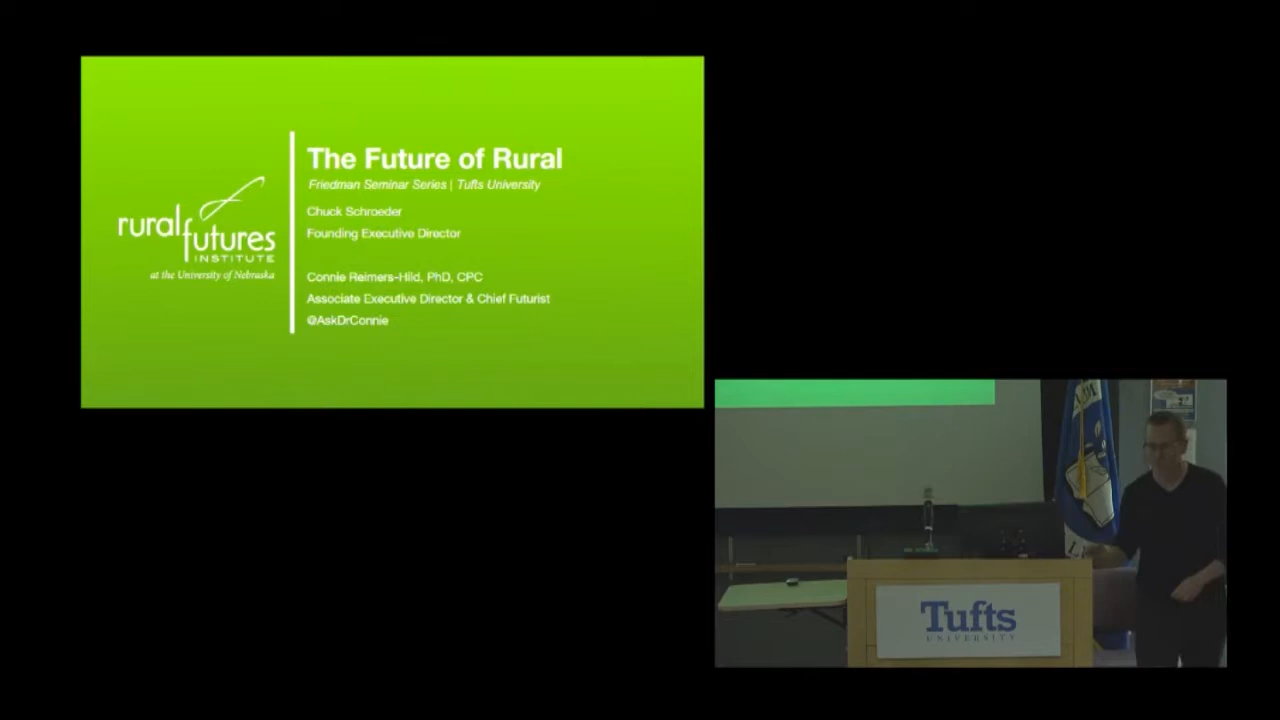 The Future of Rural
Friedman Seminar Series | Tufts University
Chuck Schroeder
Founding Executive Director
Connie Reimers-Hild, PhD, CPC
Associate Executive Director & Chief Futurist
@AskDrConnie
rural futures
INSTITUTE
at the University of Nebraska
Tufts
UNIVERSITY